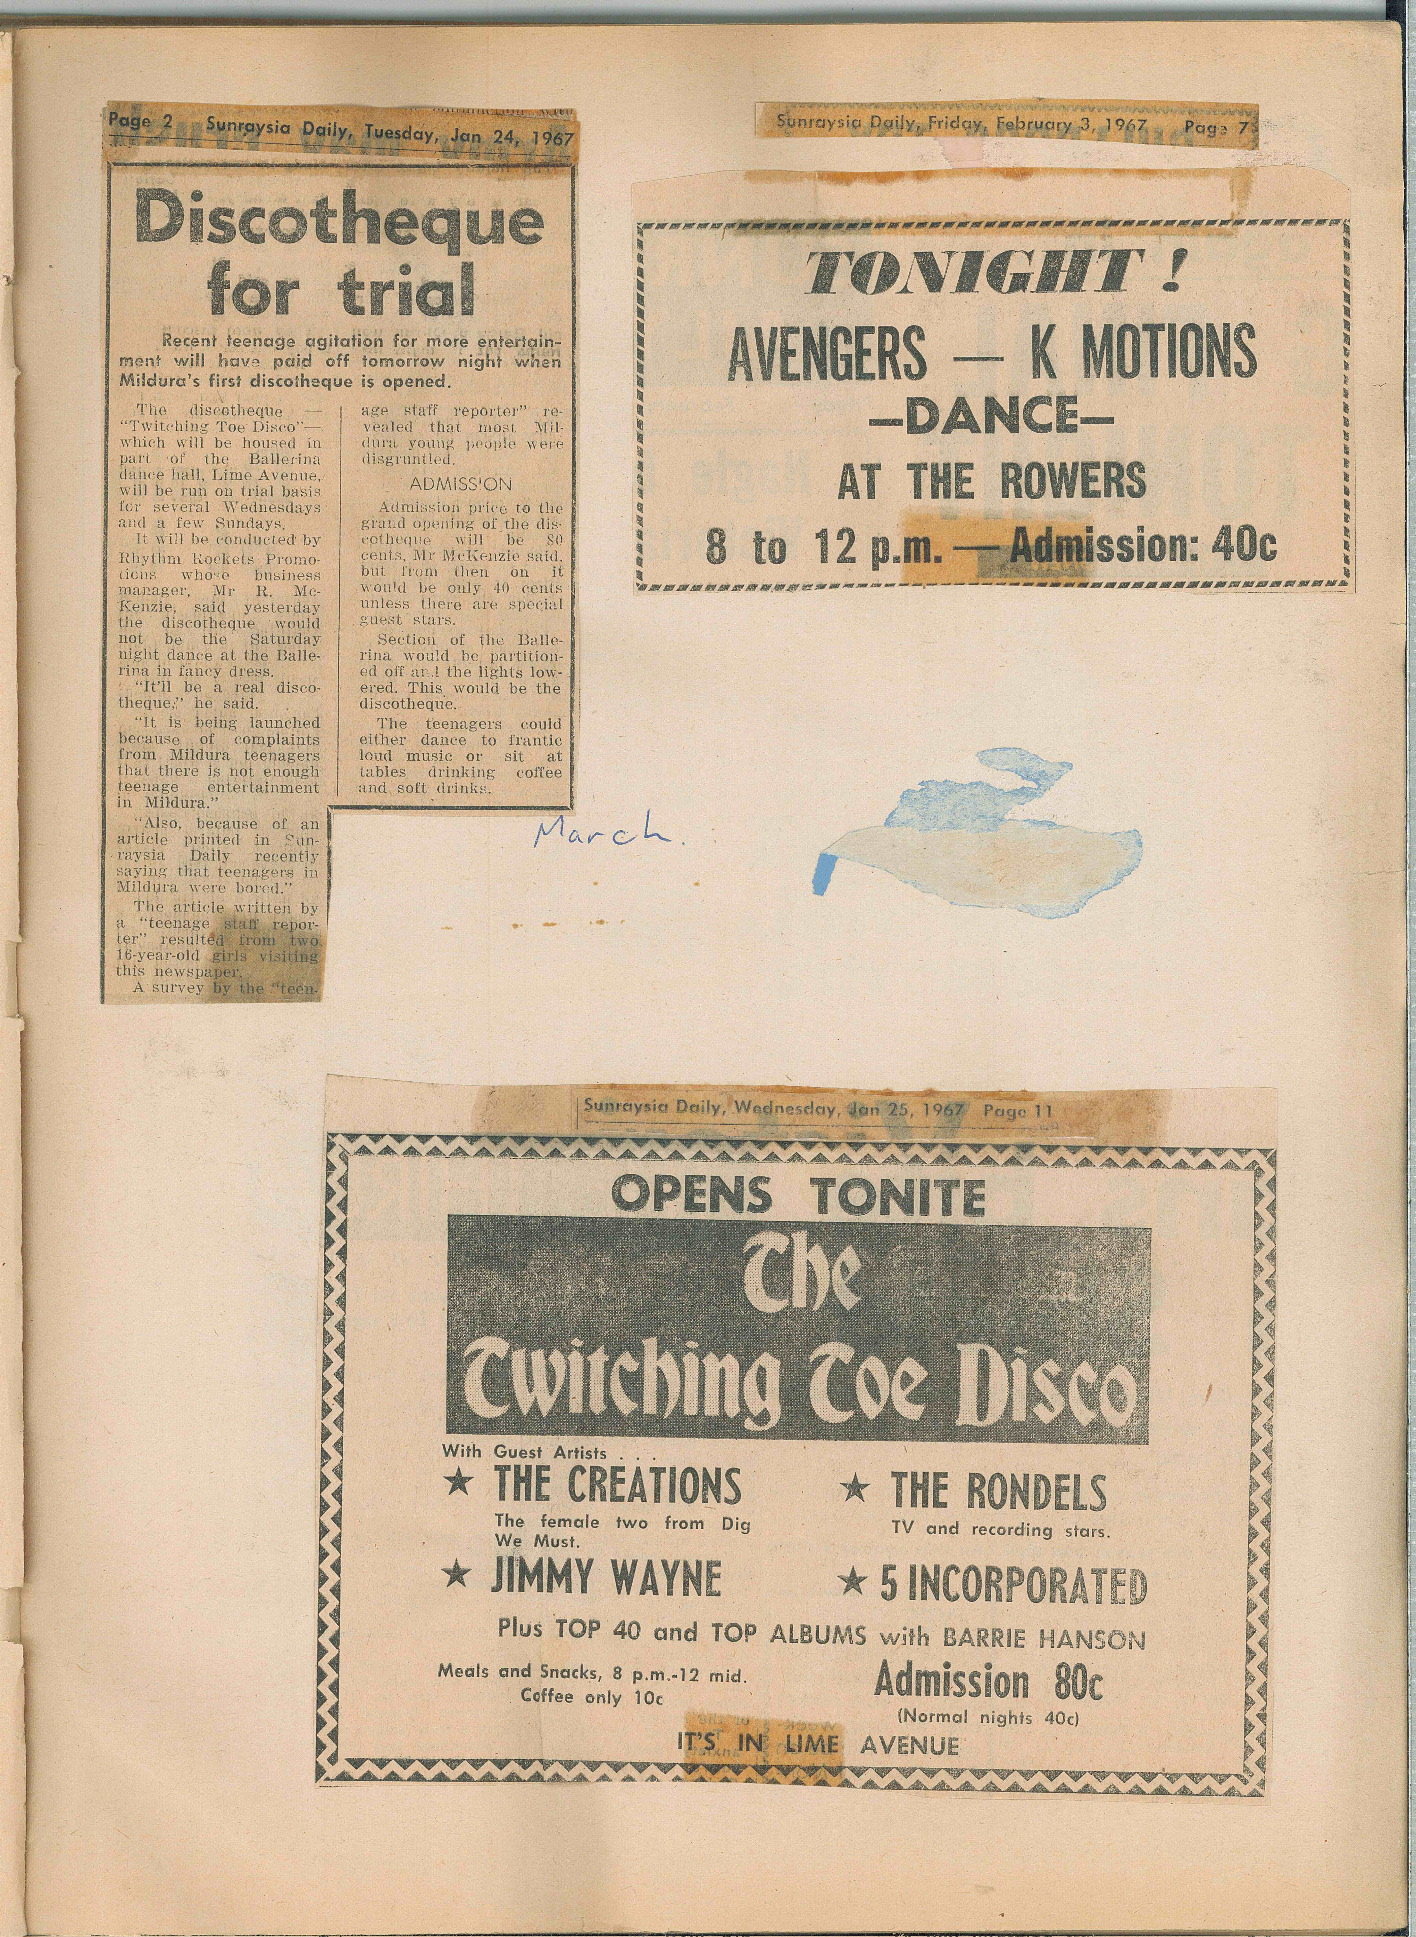 Page 2 Sunraysia Daily, Tuesday, Jan 24, 1967
Discotheque
for trial
Recent teenage agitation for more entertain-
ment will have paid off tomorrow night when
Mildura's first discotheque is opened.
The discotheque —
"Twitching Toe Disco"—
which will be housed in
part of the Ballerina
dance hall, Lime Avenue,
will be run on trial basis
for several Wednesdays
and a few Sundays.
It will be conducted by
Rhythm Rockets Promo-
tions whose business
manager, Mr R. Mc-
Kenzie, said yesterday
the discotheque would
not be the Saturday
night dance at the Balle-
rina in fancy dress.
"It'll be a real disco-
theque," he said.
"It is being launched
because of complaints
from Mildura teenagers
that there is not enough
teenage entertainment
in Mildura."
"Also, because of an
article printed in Sun-
raysia Daily recently
saying that teenagers in
Mildura were bored."
The article written by
a "teenage staff repor-
ter" resulted from two
16-year-old girls visiting
this newspaper.
A survey by the "teen-
age staff reporter" re-
vealed that most Mil-
dura young people were
disgruntled.
ADMISSION
Admission price to the
grand opening of the dis-
cotheque will be 80
cents, Mr McKenzie said,
but from then on it
would be only 40 cents
unless there are special
guest stars.
Section of the Balle-
rina would be partition-
ed off and the lights low-
ered. This would be the
discotheque.
The teenagers could
either dance to frantic
loud music or sit at
tables drinking coffee
and soft drinks.
Sunraysia Daily, Friday, February 3, 1967 Page 7
TONIGHT !
AVENGERS — K MOTIONS
—DANCE—
AT THE ROWERS
8 to 12 p.m. — Admission: 40c
March.
Sunraysia Daily, Wednesday, Jan 25, 1967 Page 11
OPENS TONITE
The
Twitching Toe Disco
With Guest Artists . . .
★ THE CREATIONS
The female two from Dig
We Must.
★ THE RONDELS
TV and recording stars.
★ JIMMY WAYNE
★ 5 INCORPORATED
Plus TOP 40 and TOP ALBUMS with BARRIE HANSON
Meals and Snacks, 8 p.m.-12 mid.
Coffee only 10c
Admission 80c
(Normal nights 40c)
IT'S IN LIME AVENUE